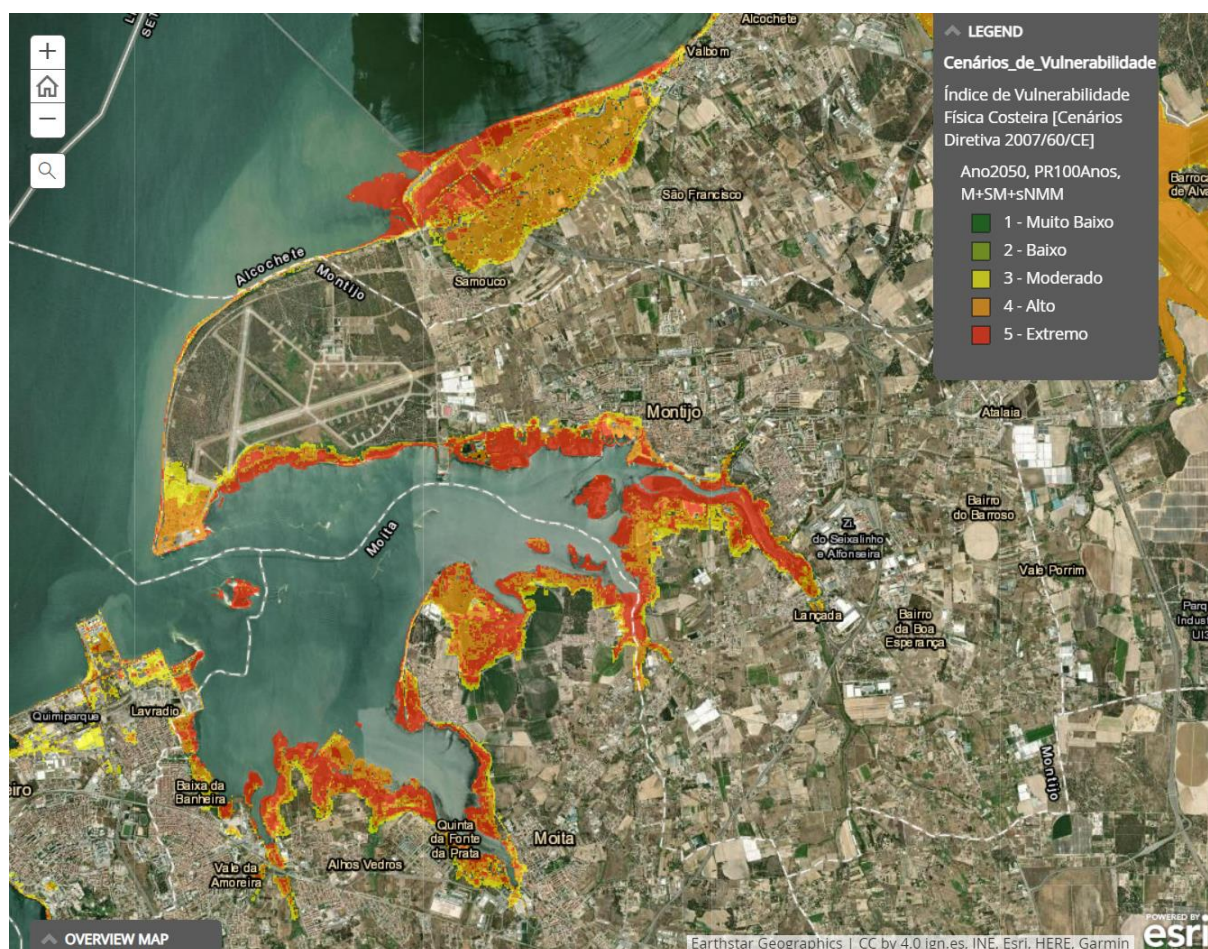 +
−
LEGEND
Cenários_de_Vulnerabilidade
Índice de Vulnerabilidade
Física Costeira [Cenários
Diretiva 2007/60/CE]
Ano2050, PR100Anos,
M+SM+sNMM
1 - Muito Baixo
2 - Baixo
3 - Moderado
4 - Alto
5 - Extremo
Alcochete
Valbom
Barroca
de Alva
São Francisco
Alcochete
Montijo
Samouco
Montijo
Atalaia
Bairro
do Barroso
Moita
ZI.
do Seixalinho
e Alfonseira
Vale Porrim
Lançada
Bairro
da Boa
Esperança
Parq
Indust
Quimiparque
Lavradio
Montijo
Baixa da
Banheira
eiro
Quinta
da Fonte
da Prata
Moita
Alhos Vedros
Vale da
Amoreira
OVERVIEW MAP
POWERED BY
esri
Earthstar Geographics | CC by 4.0 ign.es, INE, Esri, HERE, Garmin